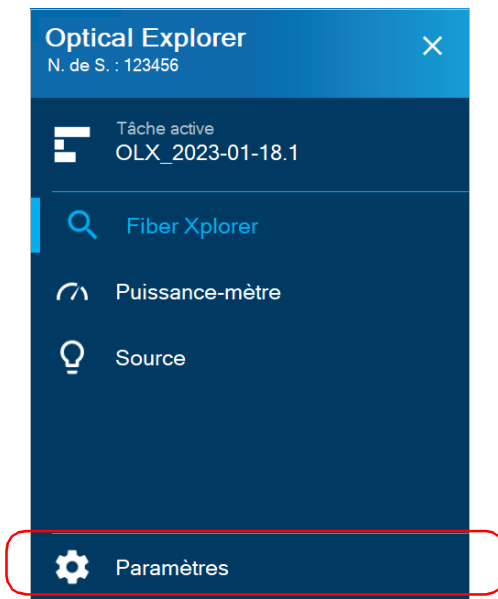 Optical Explorer
N. de S. : 123456
Tâche active
OLX_2023-01-18.1
Fiber Xplorer
Puissance-mètre
Source
Paramètres